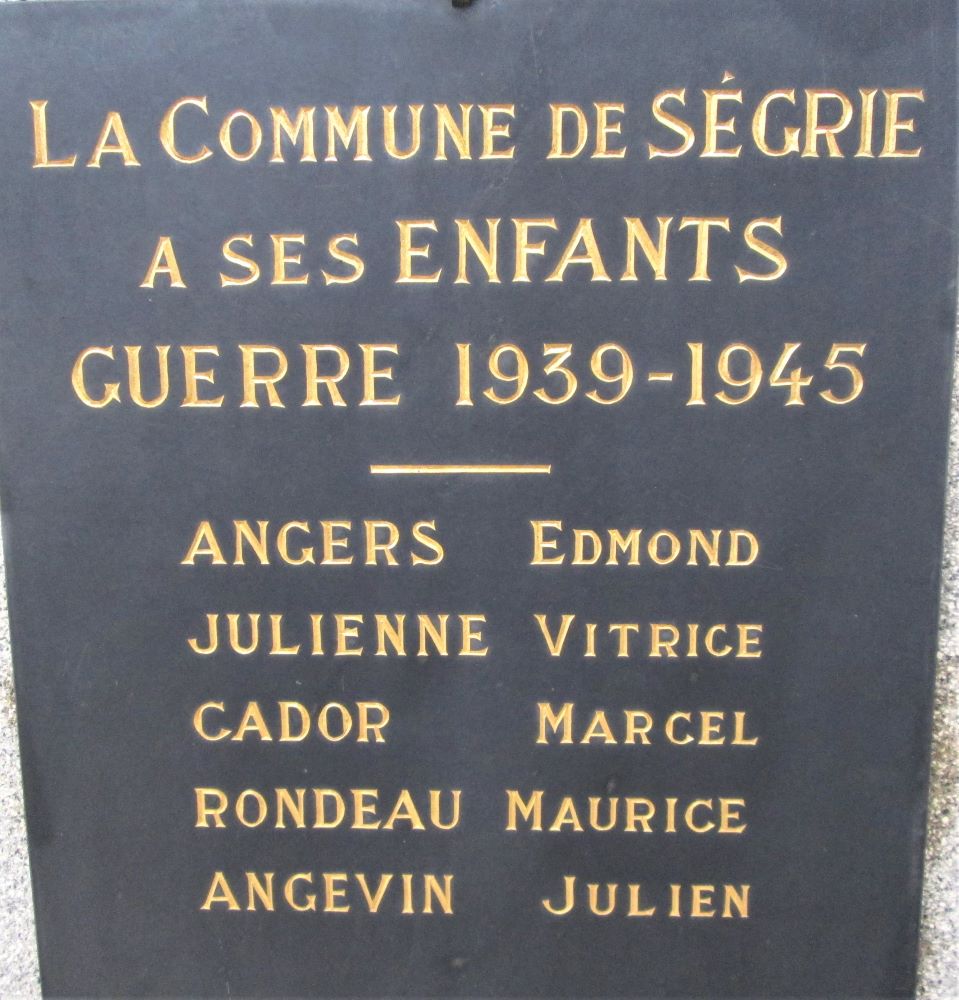 LA COMMUNE DE SÉGRIE
A SES ENFANTS
GUERRE 1939-1945
ANGERS EDMOND
JULIENNE VITRICE
CADOR MARCEL
RONDEAU MAURICE
ANGEVIN JULIEN